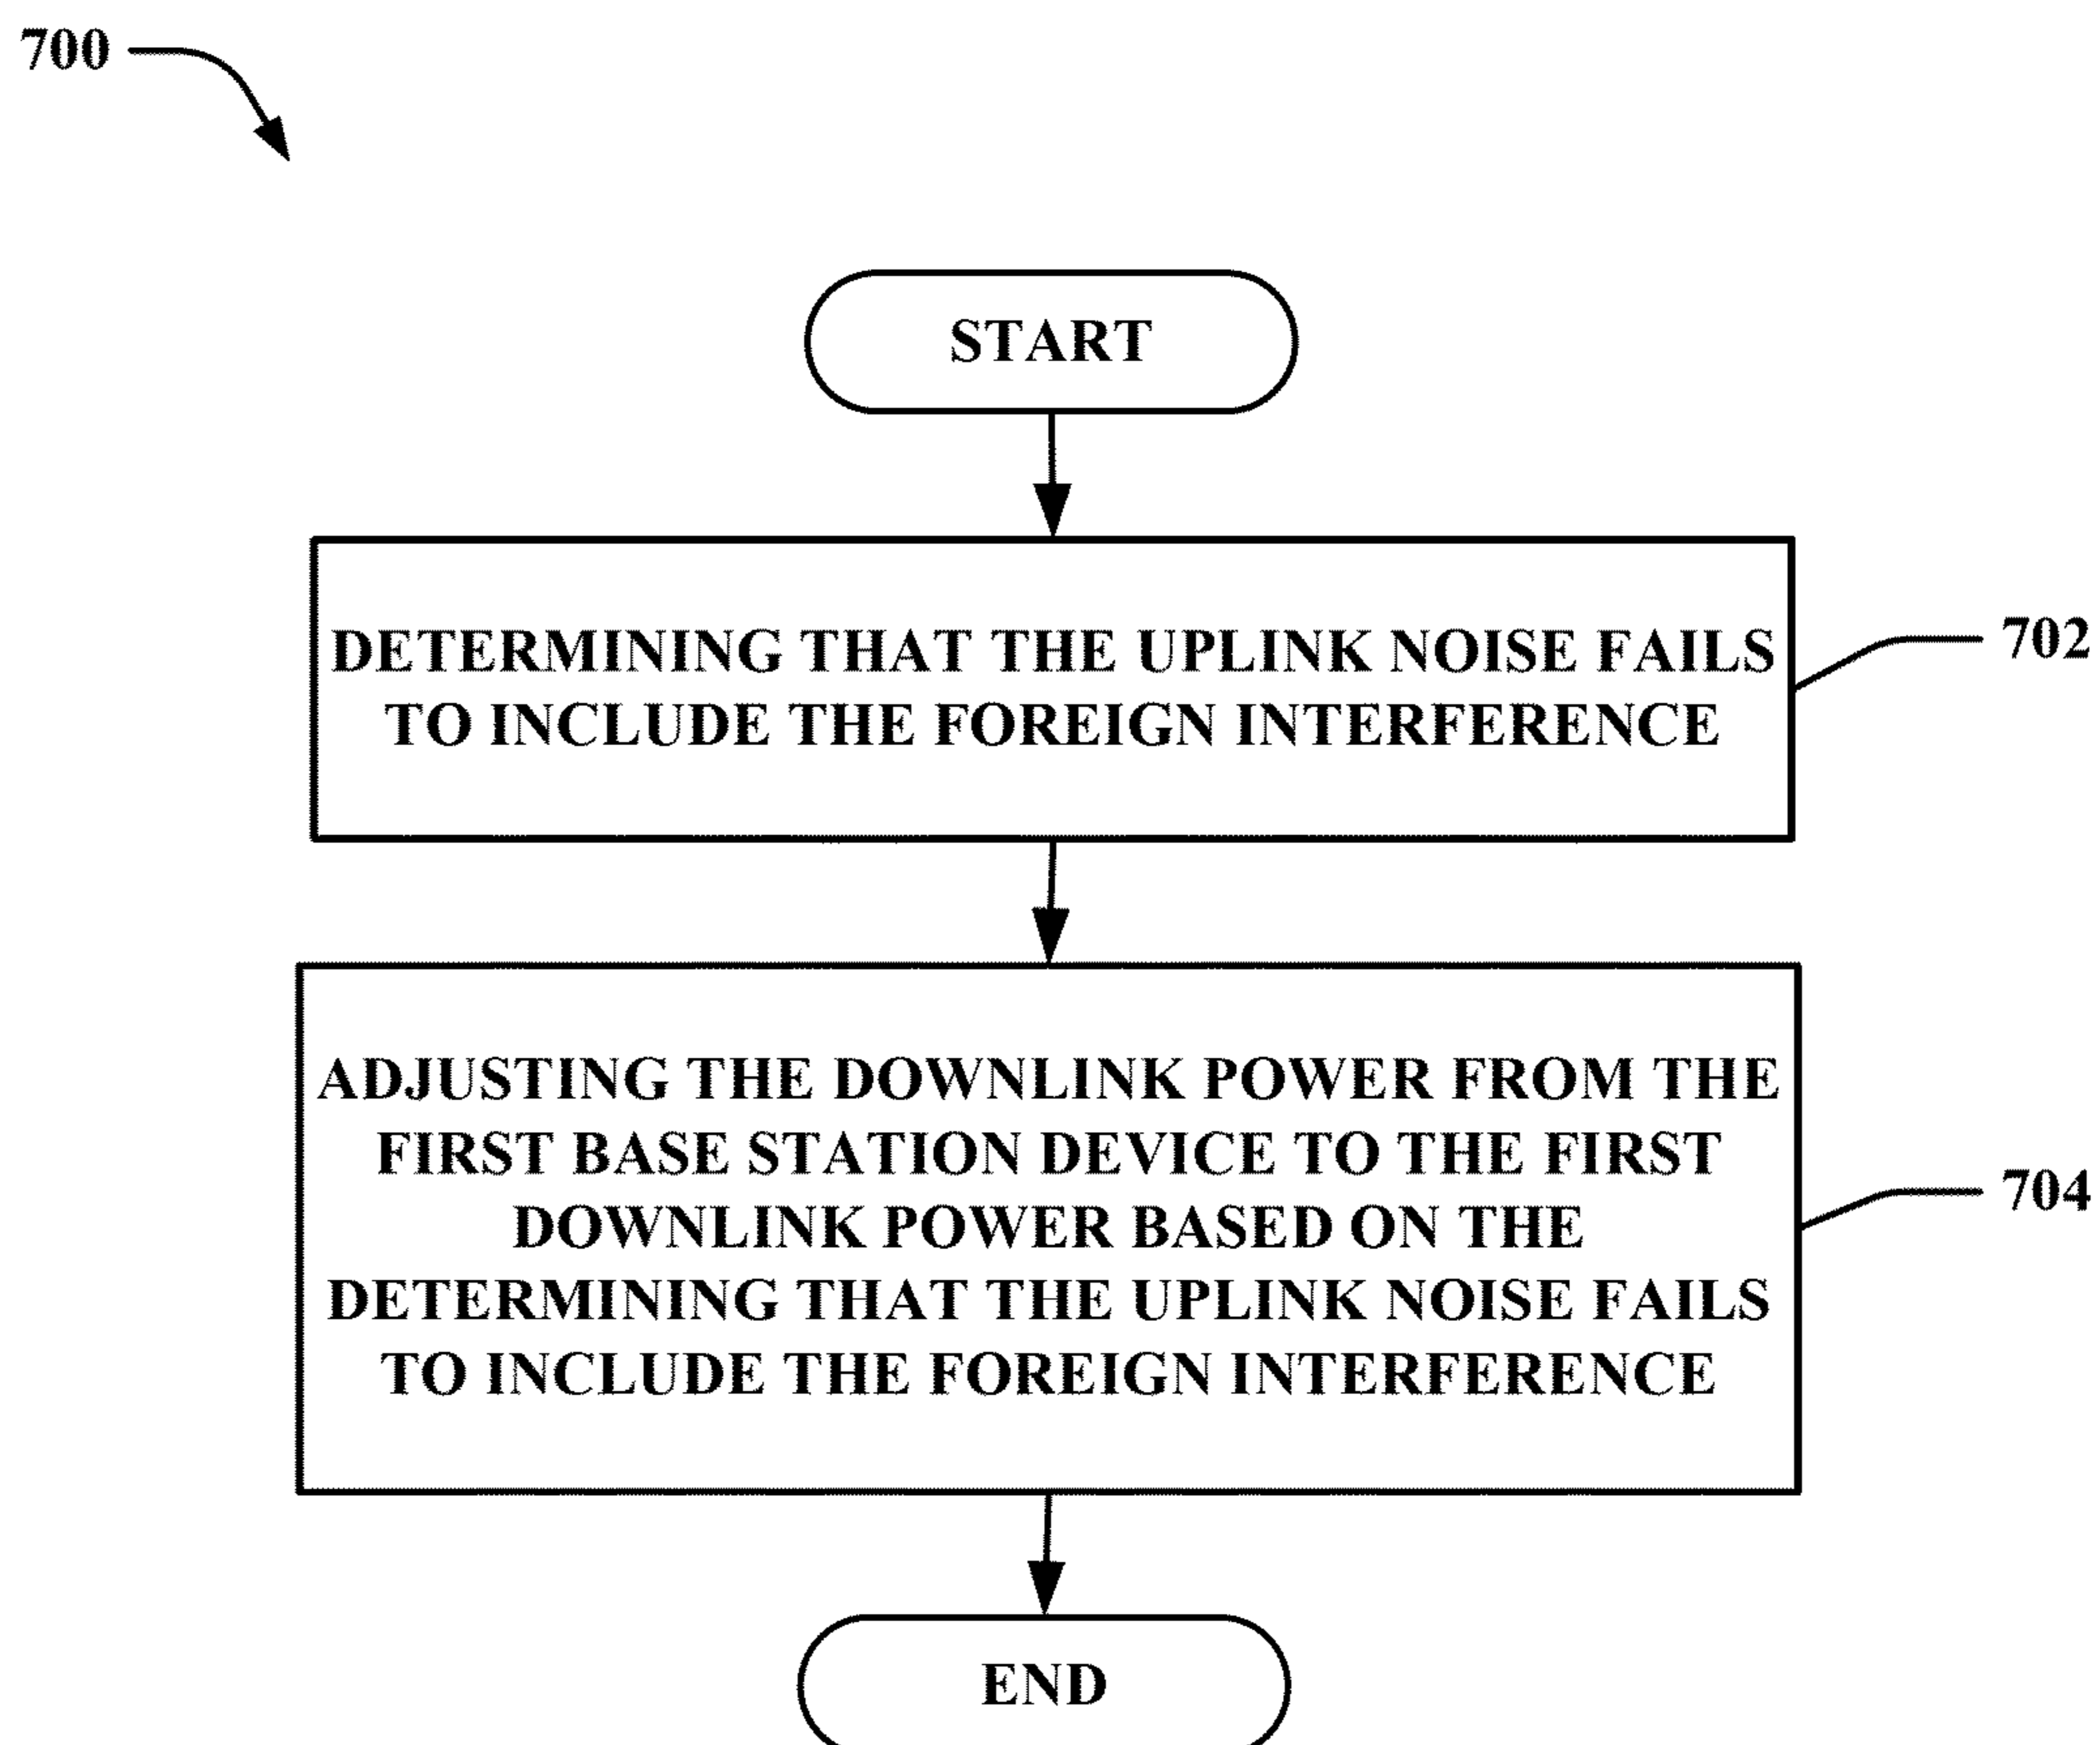 700
START
DETERMINING THAT THE UPLINK NOISE FAILS
TO INCLUDE THE FOREIGN INTERFERENCE
702
ADJUSTING THE DOWNLINK POWER FROM THE
FIRST BASE STATION DEVICE TO THE FIRST
DOWNLINK POWER BASED ON THE
DETERMINING THAT THE UPLINK NOISE FAILS
TO INCLUDE THE FOREIGN INTERFERENCE
704
END